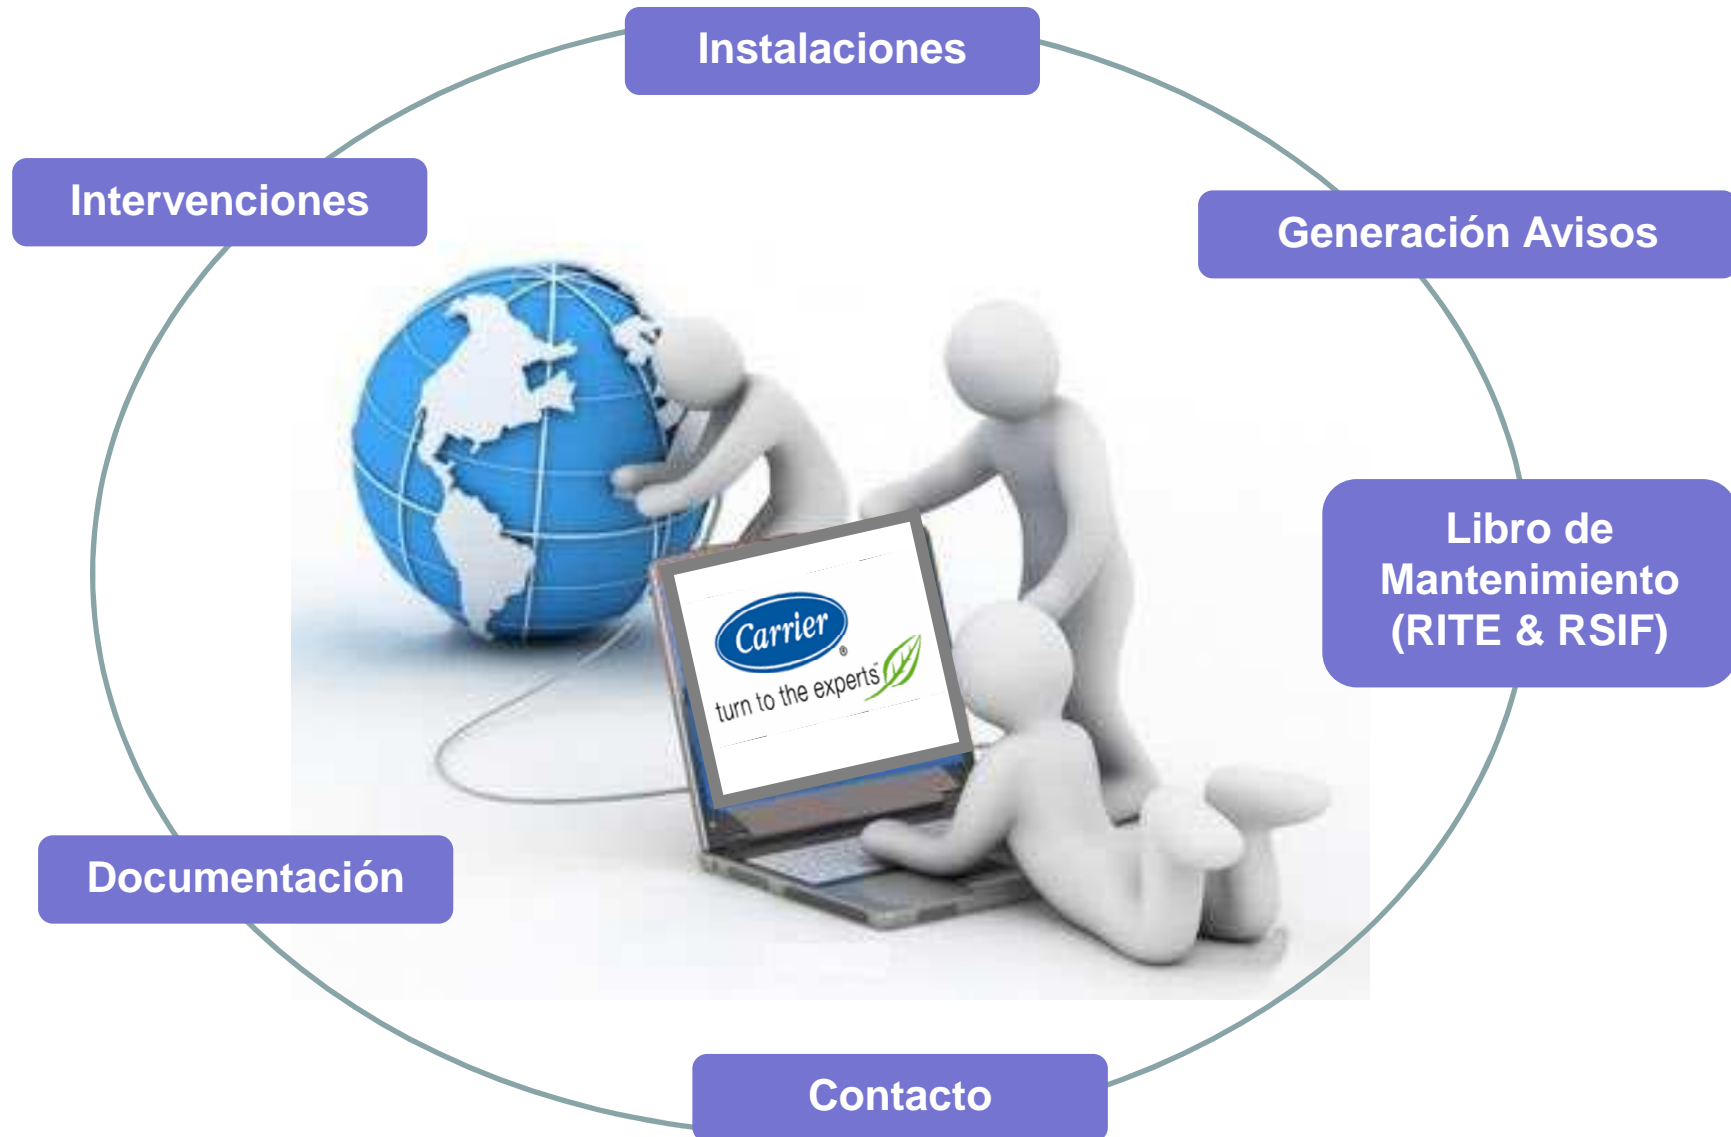 Instalaciones
Intervenciones
Generación Avisos
Libro de
Mantenimiento
(RITE & RSIF)
Carrier
®
turn to the experts
Documentación
Contacto